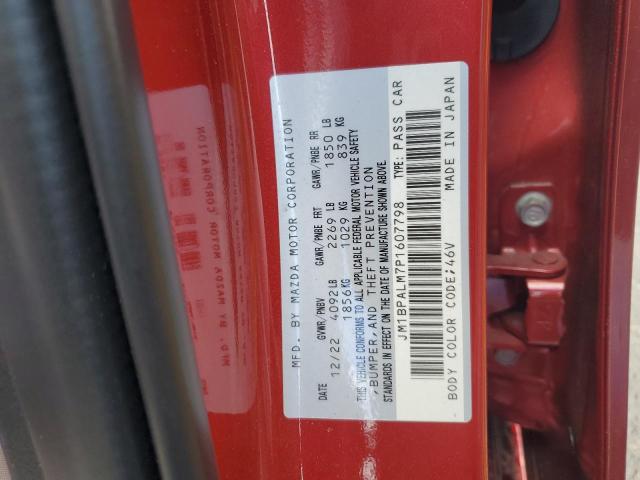 MFD. BY MAZDA MOTOR CORPORATION
DATE GVWR/PNBV GAWR/PNBE FRT GAWR/PNBE RR
12/22 4092LB 2269 LB 1850 LB
1856KG 1029 KG 839 KG
THIS VEHICLE CONFORMS TO ALL APPLICABLE FEDERAL MOTOR VEHICLE SAFETY
,BUMPER,AND THEFT PREVENTION
STANDARDS IN EFFECT ON THE DATE OF MANUFACTURE SHOWN ABOVE.
JM1BPALM7P1607798 TYPE: PASS CAR
BODY COLOR CODE;46V MADE IN JAPAN